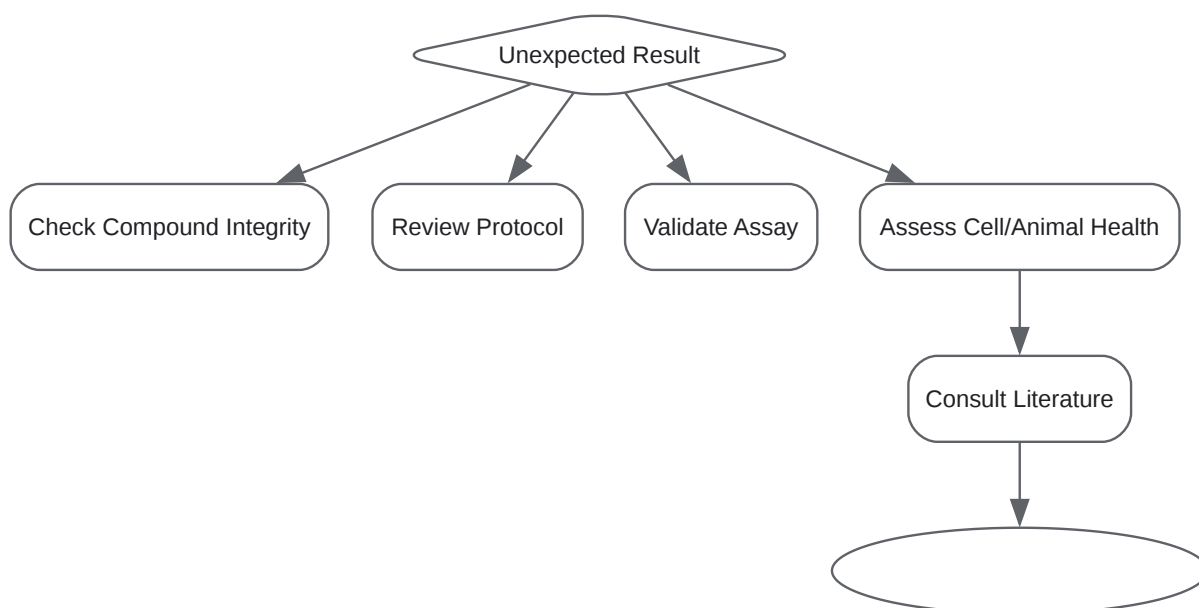 Unexpected Result
Check Compound Integrity
Review Protocol
Validate Assay
Assess Cell/Animal Health
Consult Literature